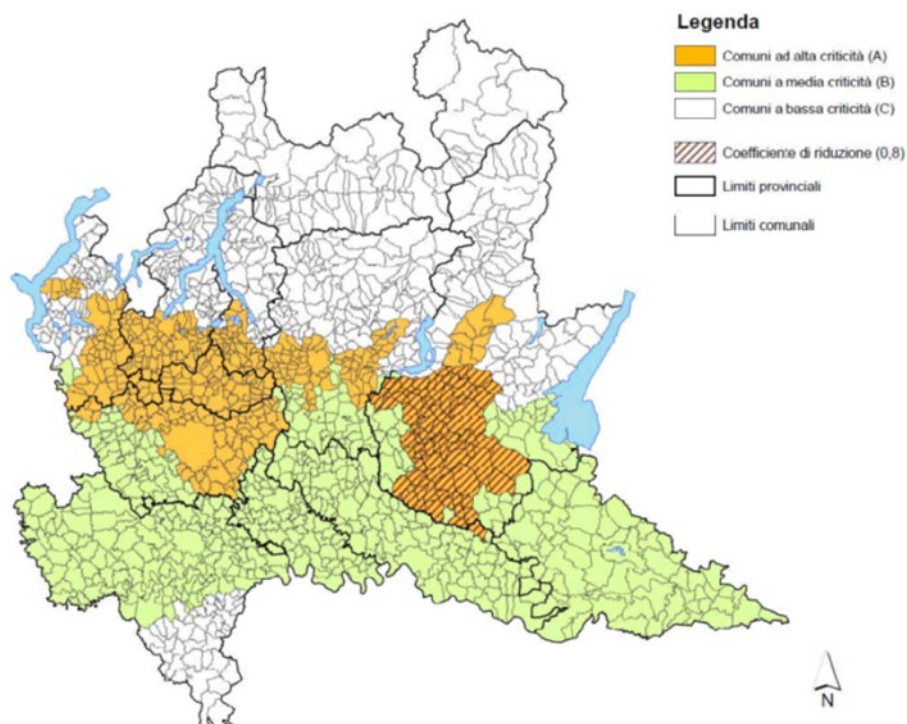 Legenda
Comuni ad alta criticità (A)
Comuni a media criticità (B)
Comuni a bassa criticità (C)
Coefficiente di riduzione (0,8)
Limiti provinciali
Limiti comunali
N